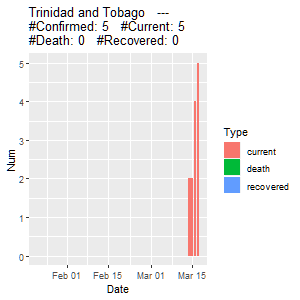 Trinidad and Tobago   ---
#Confirmed: 5   #Current: 5
#Death: 0   #Recovered: 0
Num
5
4
3
2
1
0
Feb 01
Feb 15
Mar 01
Mar 15
Date
Type
current
death
recovered